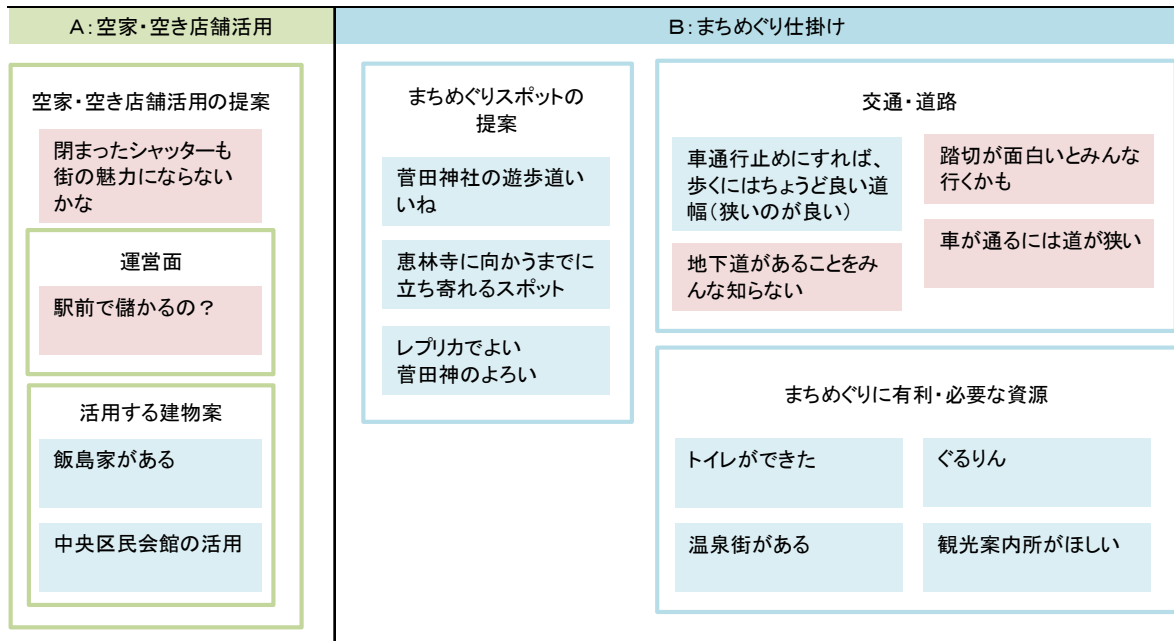 A:空家・空き店舗活用
空家・空き店舗活用の提案
閉まったシャッターも
街の魅力にならない
かな
運営面
駅前で儲かるの?
活用する建物案
飯島家がある
中央区民会館の活用
B:まちめぐり仕掛け
まちめぐりスポットの
提案
菅田神社の遊歩道い
いね
恵林寺に向かうまでに
立ち寄れるスポット
レプリカでよい
菅田神のよろい
交通・道路
車通行止めにすれば、
歩くにはちょうど良い道
幅(狭いのが良い)
踏切が面白いとみんな
行くかも
地下道があることをみ
んな知らない
車が通るには道が狭い
まちめぐりに有利・必要な資源
トイレができた
ぐるりん
温泉街がある
観光案内所がほしい